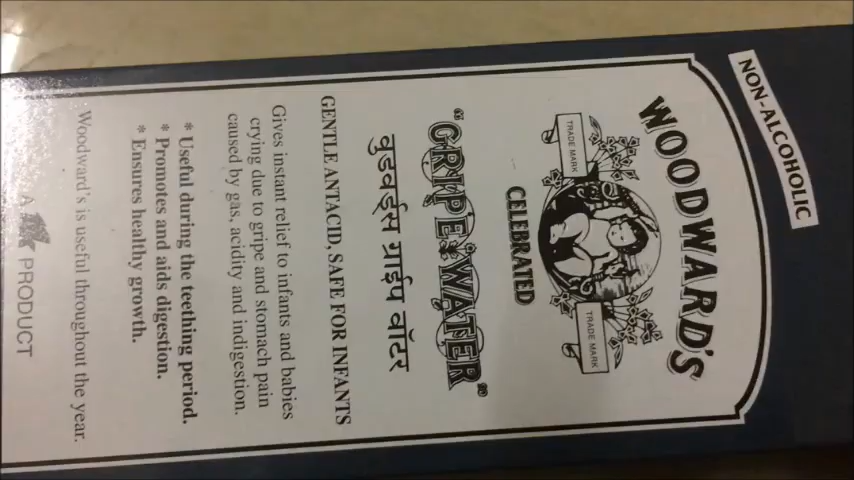 NON-ALCOHOLIC
WOODWARD'S
TRADE MARK
TRADE MARK
CELEBRATED
"GRIPE WATER"
वुडवर्ड्स ग्राईप वॉटर
GENTLE ANTACID, SAFE FOR INFANTS
Gives instant relief to infants and babies
crying due to gripe and stomach pain
caused by gas, acidity and indigestion.
* Useful during the teething period.
* Promotes and aids digestion.
* Ensures healthy growth.
Woodward's is useful throughout the year.
A PRODUCT